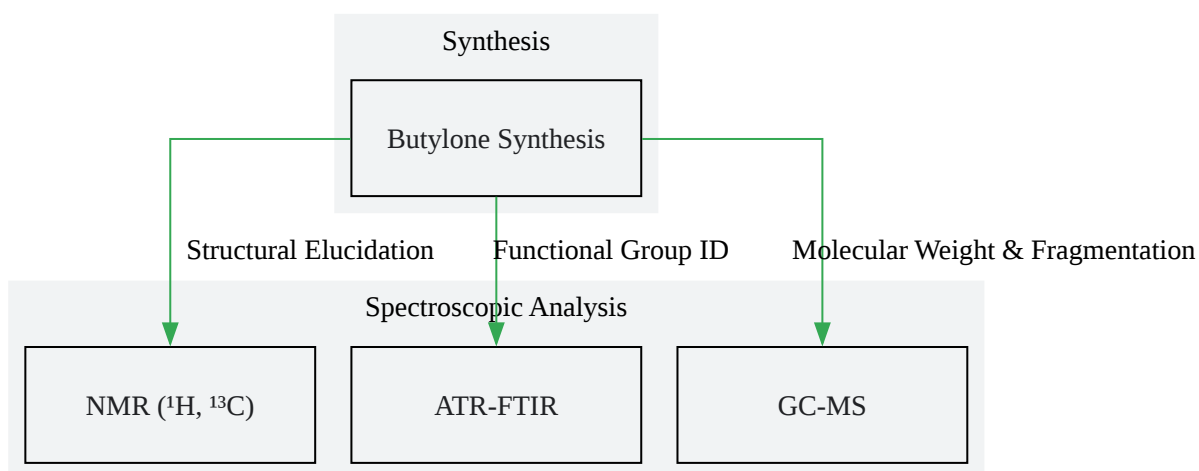 Synthesis
Butylone Synthesis
Structural Elucidation
Functional Group ID
Molecular Weight & Fragmentation
Spectroscopic Analysis
NMR (¹H, ¹³C)
ATR-FTIR
GC-MS